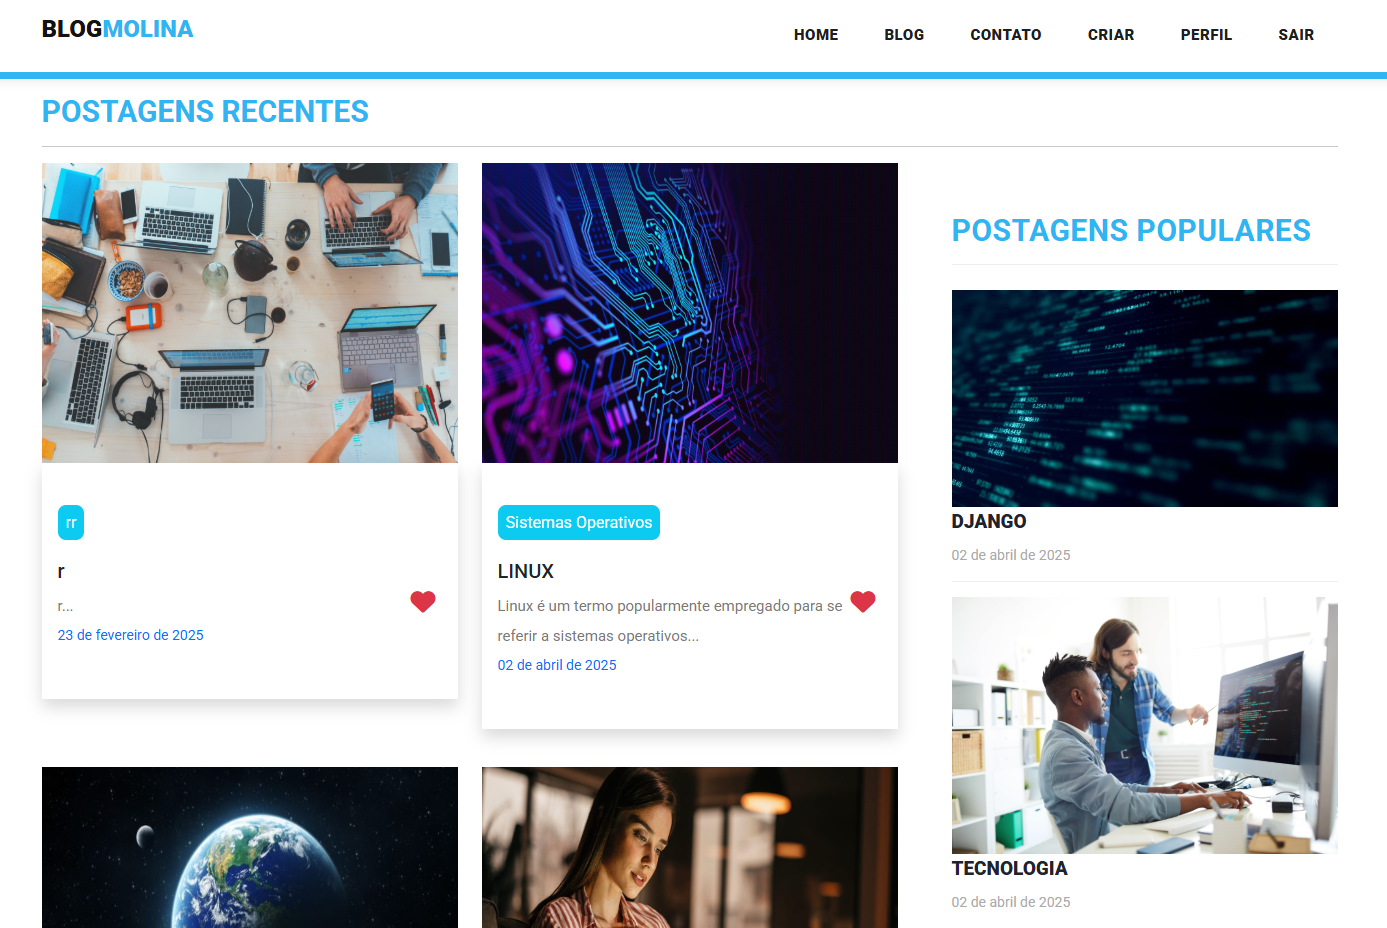 BLOGMOLINA
HOME BLOG CONTATO CRIAR PERFIL SAIR
POSTAGENS RECENTES
rr
r
r...
23 de fevereiro de 2025
Sistemas Operativos
LINUX
Linux é um termo popularmente empregado para se
referir a sistemas operativos...
02 de abril de 2025
POSTAGENS POPULARES
DJANGO
02 de abril de 2025
TECNOLOGIA
02 de abril de 2025